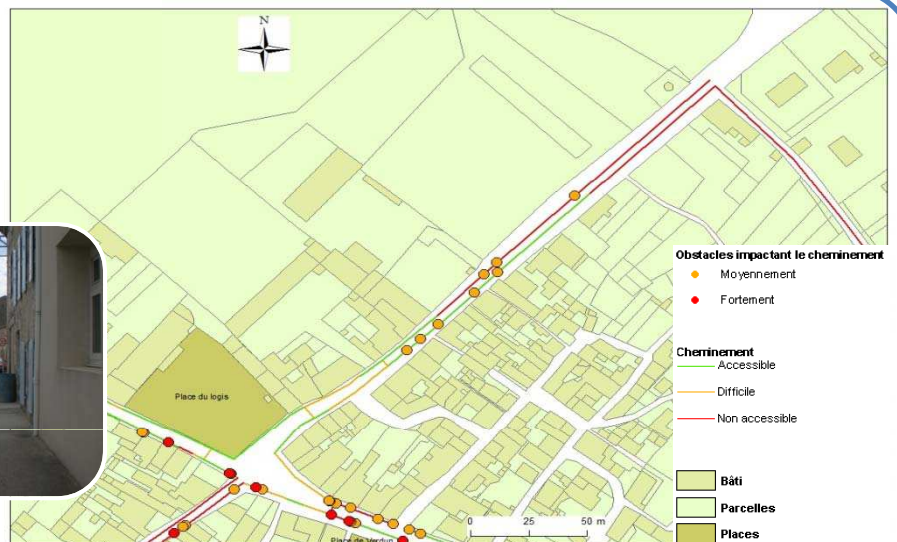 N
Place du logis
Place de Verdun
0 25 50 m
Obstacles impactant le cheminement
Moyennement
Fortement
Cheminement
Accessible
Difficile
Non accessible
Bâti
Parcelles
Places